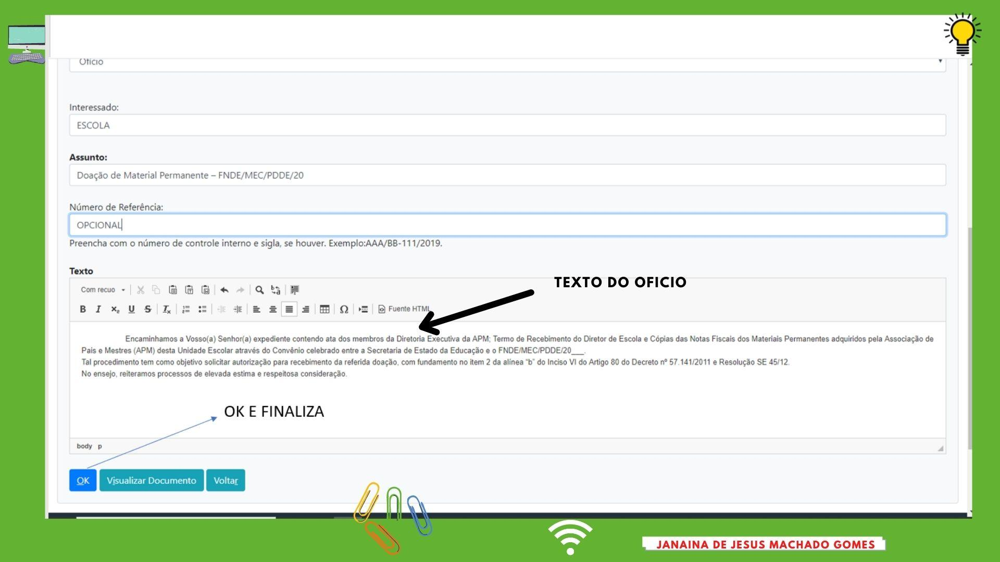 Ofício
Interessado:
ESCOLA
Assunto:
Doação de Material Permanente – FNDE/MEC/PDDE/20
Número de Referência:
OPCIONAL
Preencha com o número de controle interno e sigla, se houver. Exemplo:AAA/BB-111/2019.
Texto
TEXTO DO OFICIO
Com recuo
B I x₂ U S Ix Ω Fuente HTML
Encaminhamos a Vosso(a) Senhor(a) expediente contendo ata dos membros da Diretoria Executiva da APM; Termo de Recebimento do Diretor de Escola e Cópias das Notas Fiscais dos Materiais Permanentes adquiridos pela Associação de
Pais e Mestres (APM) desta Unidade Escolar através do Convênio celebrado entre a Secretaria de Estado da Educação e o FNDE/MEC/PDDE/20___.
Tal procedimento tem como objetivo solicitar autorização para recebimento da referida doação, com fundamento no item 2 da alínea “b” do Inciso VI do Artigo 80 do Decreto nº 57.141/2011 e Resolução SE 45/12.
No ensejo, reiteramos processos de elevada estima e respeitosa consideração.
OK E FINALIZA
body p
OK Visualizar Documento Voltar
JANAINA DE JESUS MACHADO GOMES